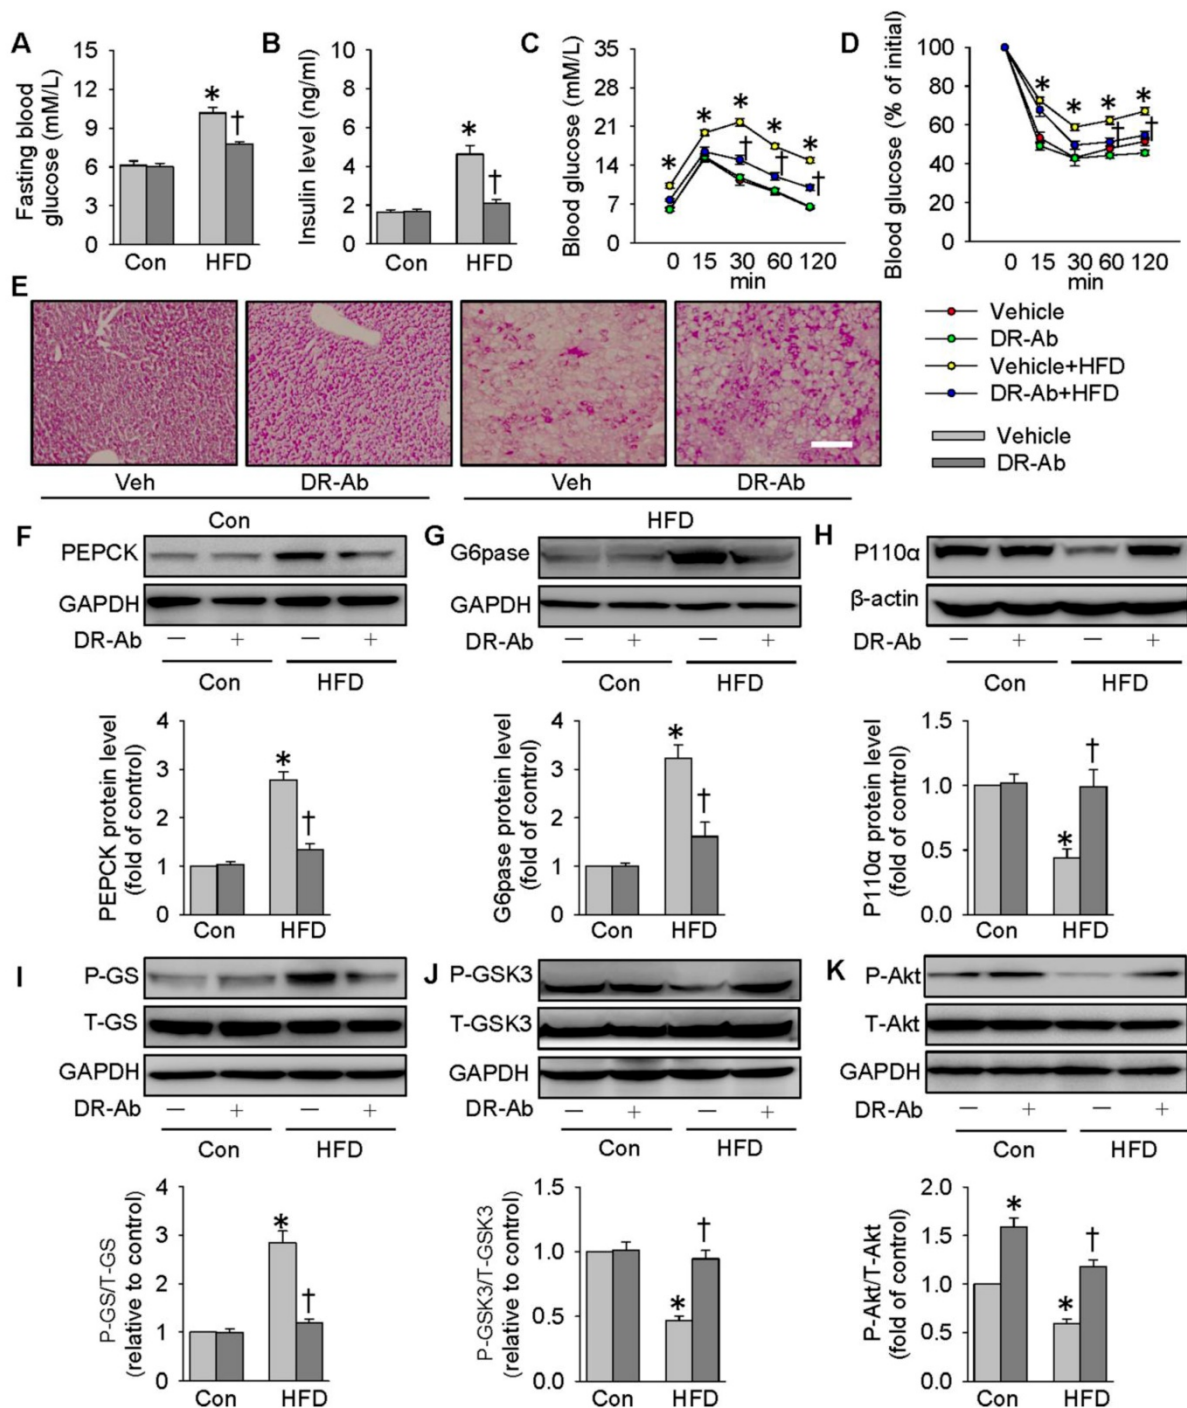 A
Fasting blood
glucose (mM/L)
15
12
9
6
3
0
*
†
Con HFD
B
Insulin level (ng/ml)
10
8
6
4
2
0
*
†
Con HFD
C
Blood glucose (mM/L)
35
28
21
14
7
0
* * * * *
† † †
0 15 30 60 120
min
D
Blood glucose (% of initial)
100
80
60
40
20
0
* * * *
† †
0 15 30 60 120
min
Vehicle
DR-Ab
Vehicle+HFD
DR-Ab+HFD
Vehicle
DR-Ab
E
Veh DR-Ab Veh DR-Ab
Con HFD
F
PEPCK
GAPDH
DR-Ab — + — +
Con HFD
PEPCK protein level
(fold of control)
4
3
2
1
0
*
†
Con HFD
G
G6pase
GAPDH
DR-Ab — + — +
Con HFD
G6pase protein level
(fold of control)
4
3
2
1
0
*
†
Con HFD
H
P110α
β-actin
DR-Ab — + — +
Con HFD
P110α protein level
(fold of control)
1.5
1.0
0.5
0.0
*
†
Con HFD
I
P-GS
T-GS
GAPDH
DR-Ab — + — +
Con HFD
P-GS/T-GS
(relative to control)
4
3
2
1
0
*
†
Con HFD
J
P-GSK3
T-GSK3
GAPDH
DR-Ab — + — +
Con HFD
P-GSK3/T-GSK3
(relative to control)
1.5
1.0
0.5
0.0
*
†
Con HFD
K
P-Akt
T-Akt
GAPDH
DR-Ab — + — +
Con HFD
P-Akt/T-Akt
(fold of control)
2.0
1.5
1.0
0.5
0.0
*
*
†
Con HFD